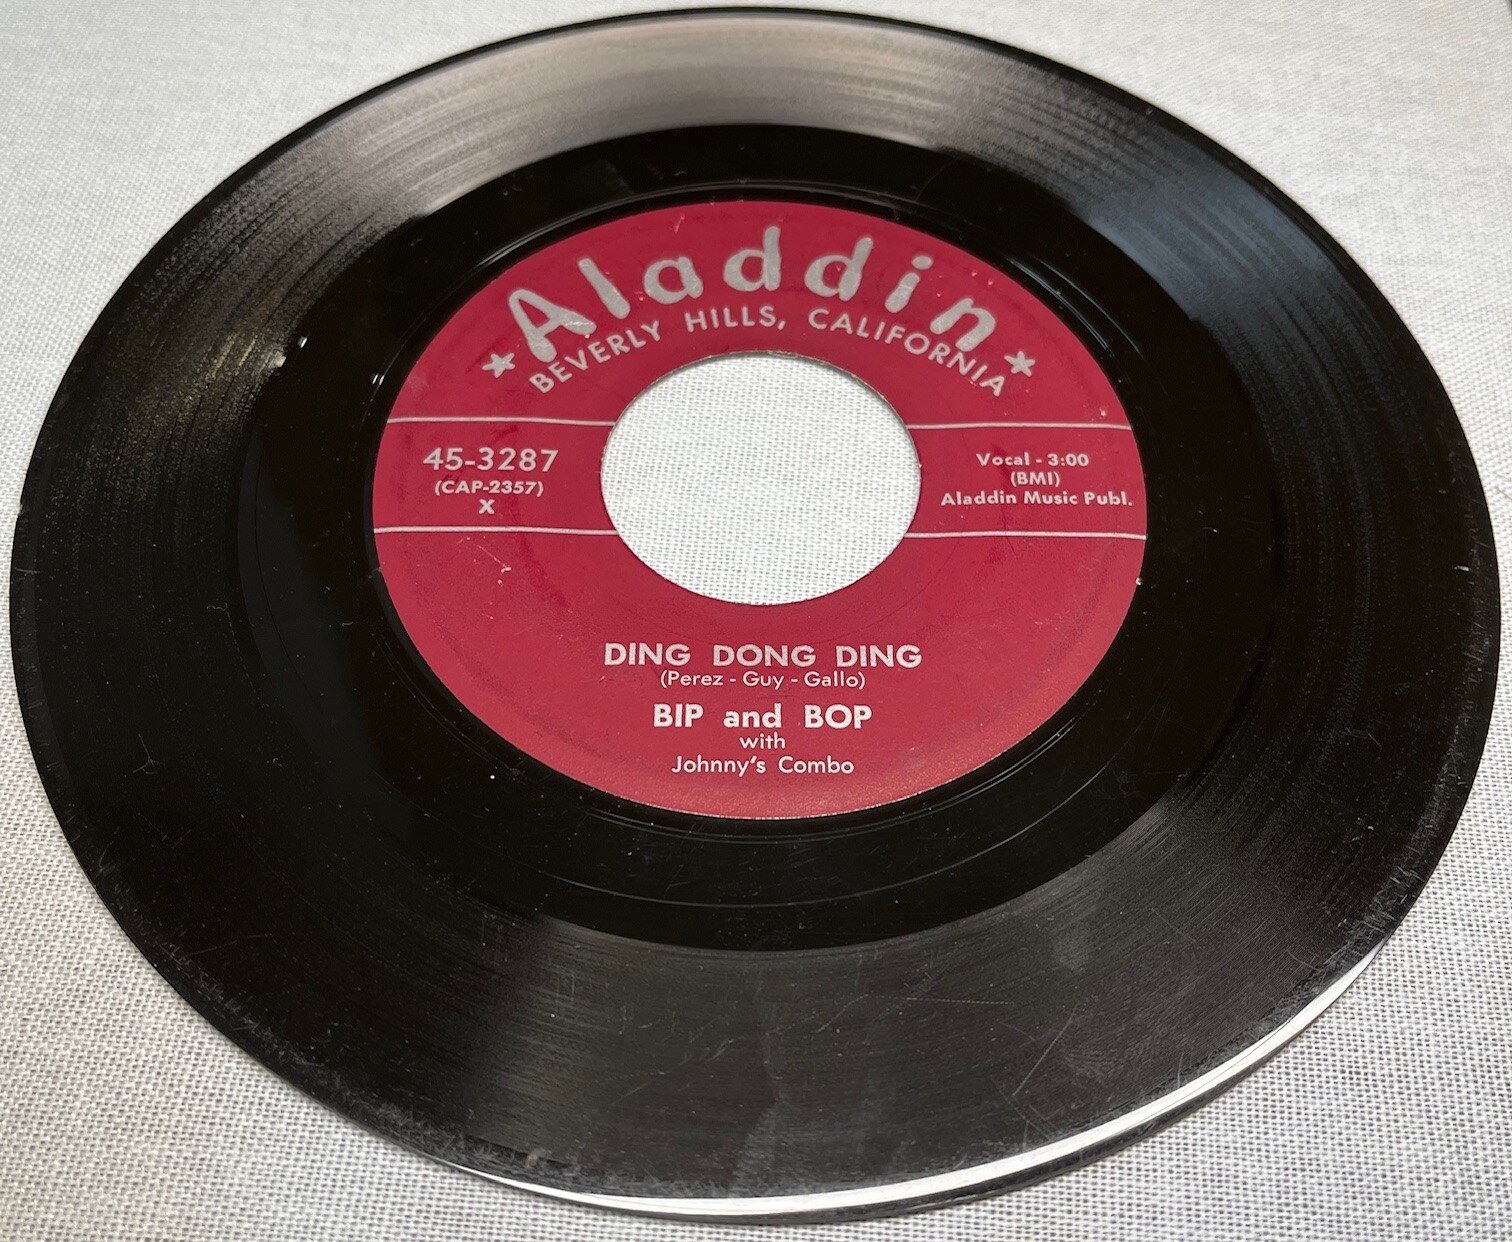 Aladdin
BEVERLY HILLS, CALIFORNIA
45-3287
(CAP-2357)
X
Vocal - 3:00
(BMI)
Aladdin Music Publ.
DING DONG DING
(Perez - Guy - Gallo)
BIP and BOP
with
Johnny's Combo